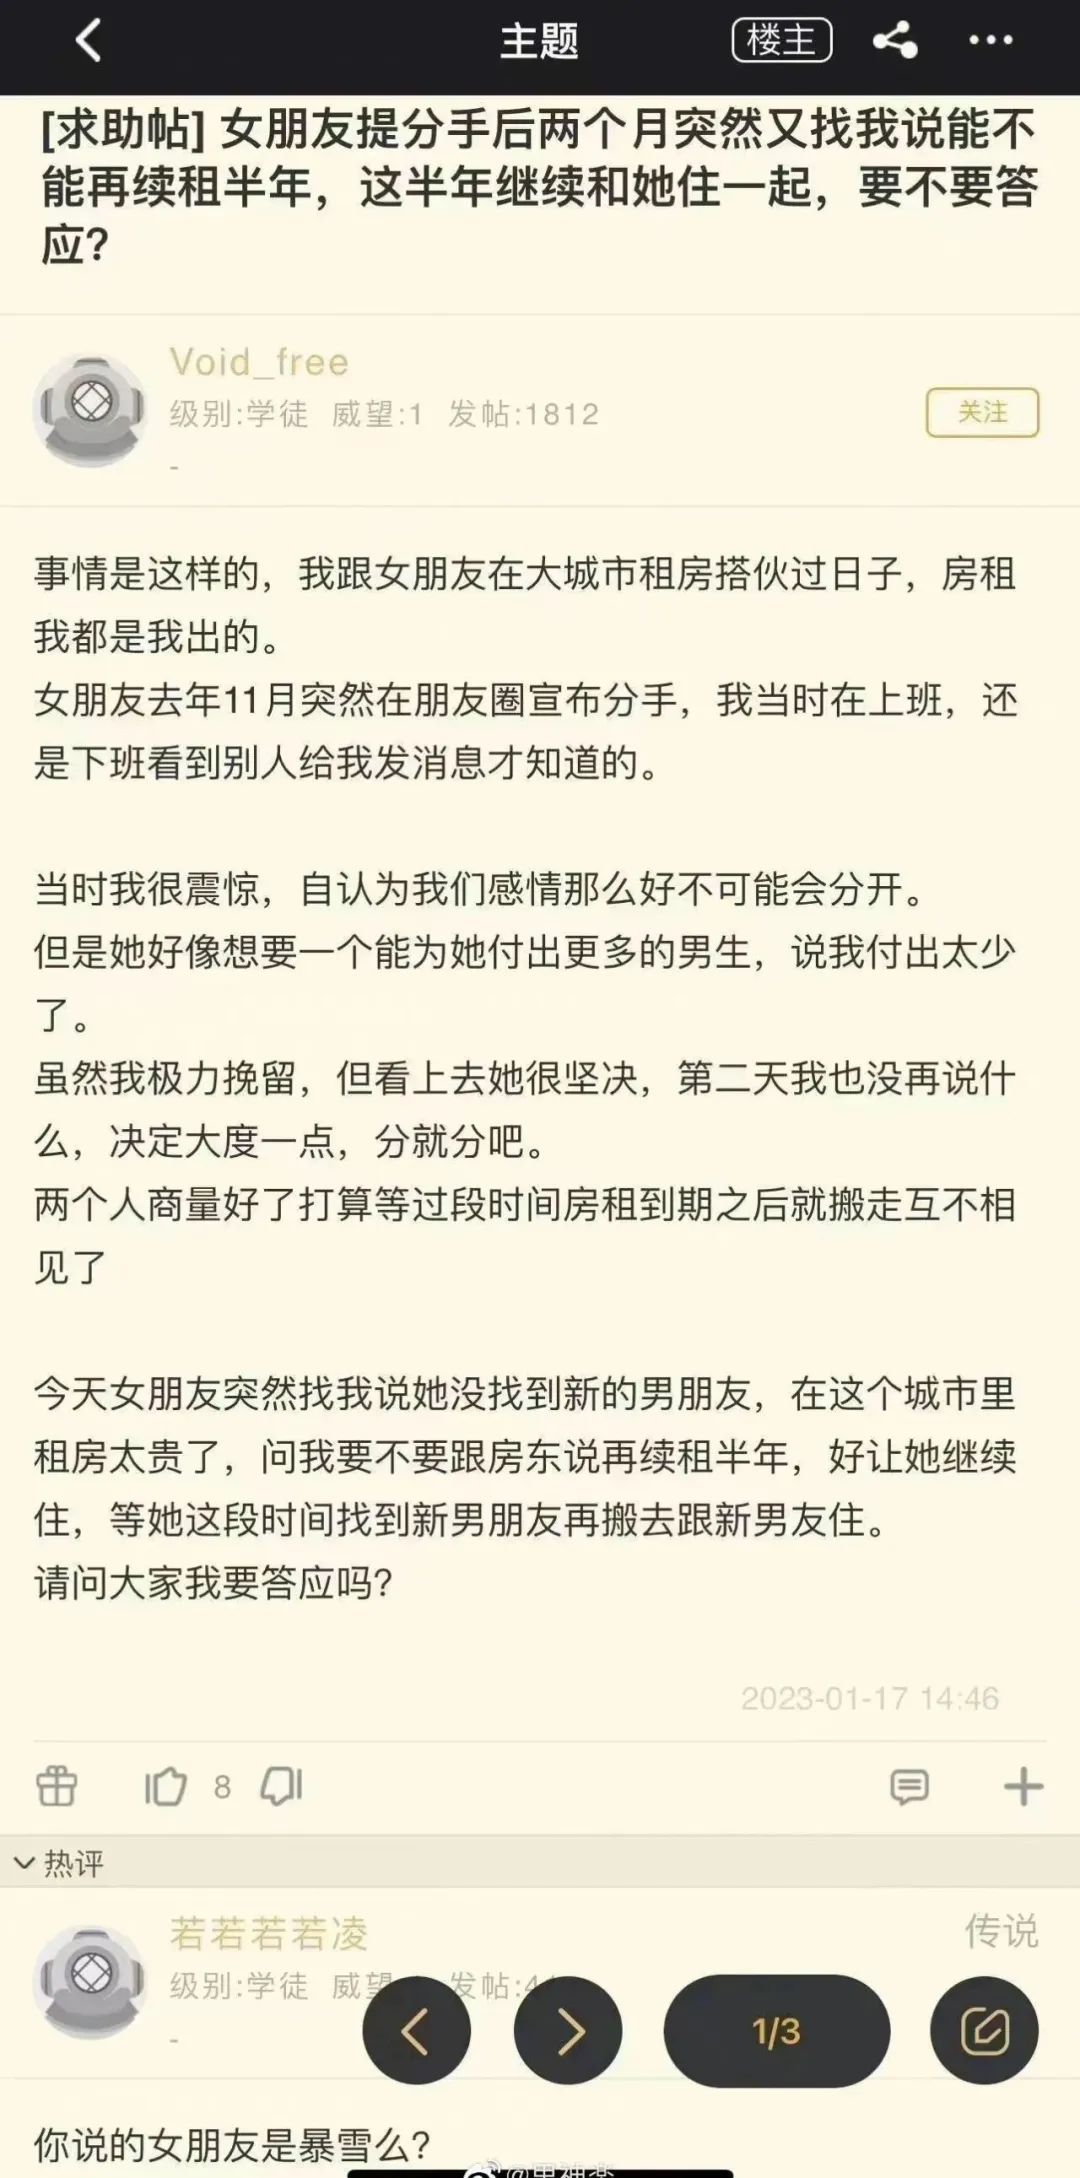 主题
楼主
[求助帖] 女朋友提分手后两个月突然又找我说能不
能再续租半年，这半年继续和她住一起，要不要答
应?
Void_free
级别:学徒 威望:1 发帖:1812
关注
-
事情是这样的，我跟女朋友在大城市租房搭伙过日子，房租
我都是我出的。
女朋友去年11月突然在朋友圈宣布分手，我当时在上班，还
是下班看到别人给我发消息才知道的。
当时我很震惊，自认为我们感情那么好不可能会分开。
但是她好像想要一个能为她付出更多的男生，说我付出太少
了。
虽然我极力挽留，但看上去她很坚决，第二天我也没再说什
么，决定大度一点，分就分吧。
两个人商量好了打算等过段时间房租到期之后就搬走互不相
见了
今天女朋友突然找我说她没找到新的男朋友，在这个城市里
租房太贵了，问我要不要跟房东说再续租半年，好让她继续
住，等她这段时间找到新男朋友再搬去跟新男友住。
请问大家我要答应吗?
2023-01-17 14:46
8
热评
若若若若凌
传说
级别:学徒 威望 发帖:4
-
1/3
你说的女朋友是暴雪么?